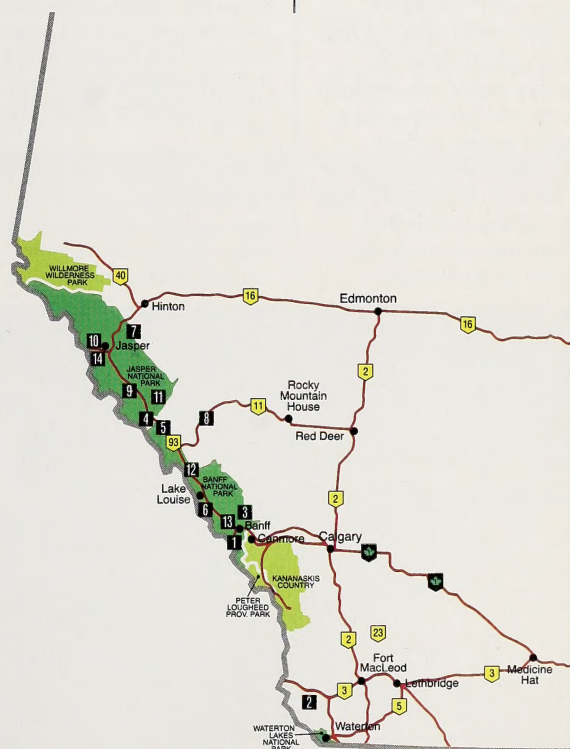 WILLMORE
WILDERNESS
PARK
40
16
Hinton
Edmonton
16
10
Jasper
7
14
JASPER
NATIONAL
PARK
9
11
2
Rocky
Mountain
House
4
5
8
11
Red Deer
93
12
BANFF
NATIONAL
PARK
Lake
Louise
2
6
3
13
Banff
1
Canmore
Calgary
KANANASKIS
COUNTRY
PETER
LOUGHEED
PROV. PARK
2
23
Fort
MacLeod
3
Medicine
Hat
Lethbridge
3
2
5
Waterton
WATERTON
LAKES
NATIONAL
PARK